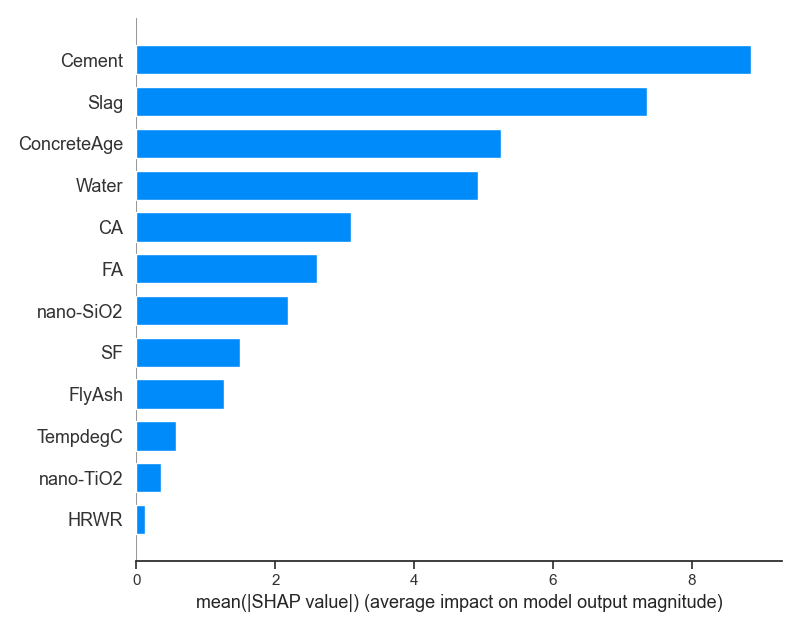 Cement
Slag
ConcreteAge
Water
CA
FA
nano-SiO2
SF
FlyAsh
TempdegC
nano-TiO2
HRWR
0 2 4 6 8
mean(|SHAP value|) (average impact on model output magnitude)